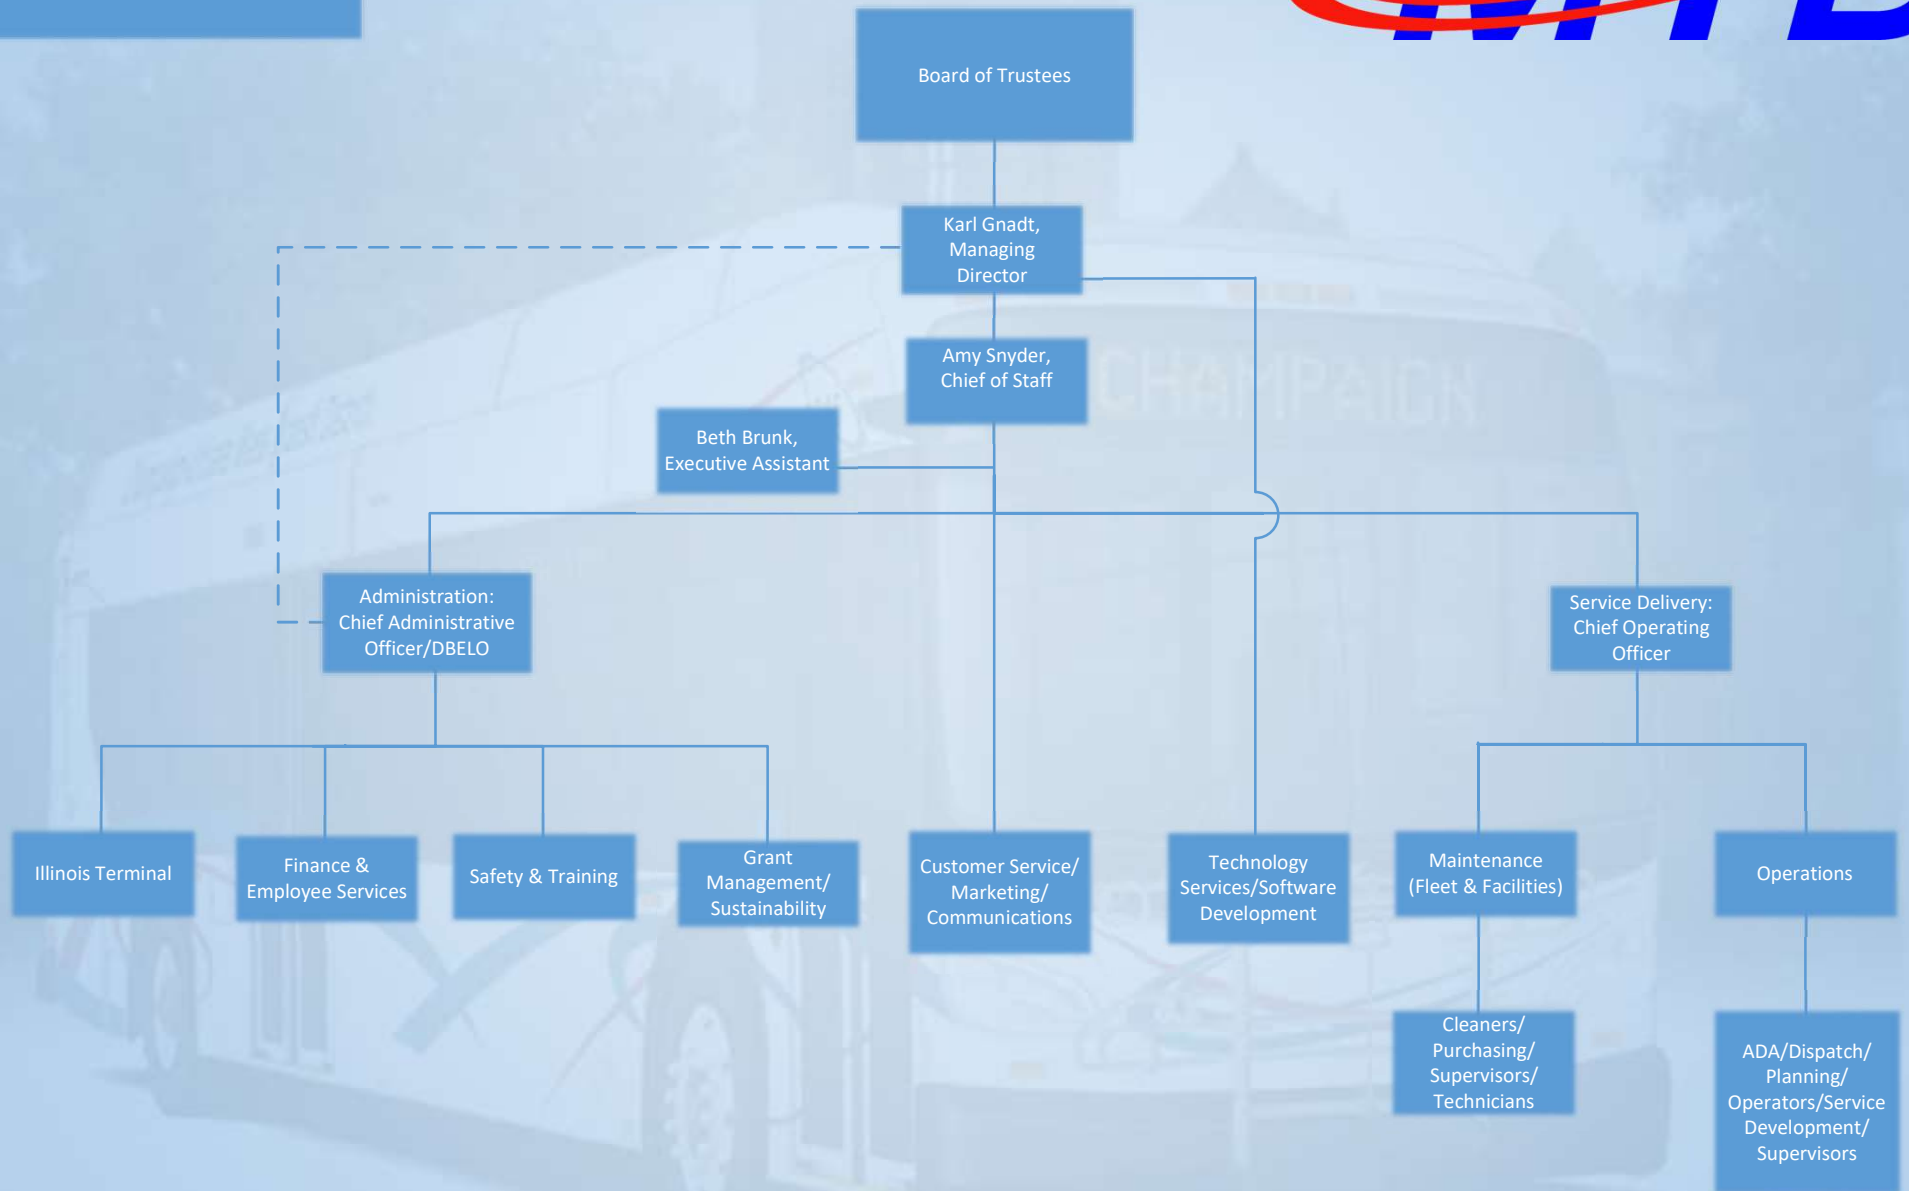 MTD
Board of Trustees
Karl Gnadt,
Managing
Director
Amy Snyder,
Chief of Staff
CHAMPAIGN
Beth Brunk,
Executive Assistant
Administration:
Chief Administrative
Officer/DBELO
Service Delivery:
Chief Operating
Officer
Illinois Terminal
Finance &
Employee Services
Safety & Training
Grant
Management/
Sustainability
Customer Service/
Marketing/
Communications
Technology
Services/Software
Development
Maintenance
(Fleet & Facilities)
Operations
Cleaners/
Purchasing/
Supervisors/
Technicians
ADA/Dispatch/
Planning/
Operators/Service
Development/
Supervisors